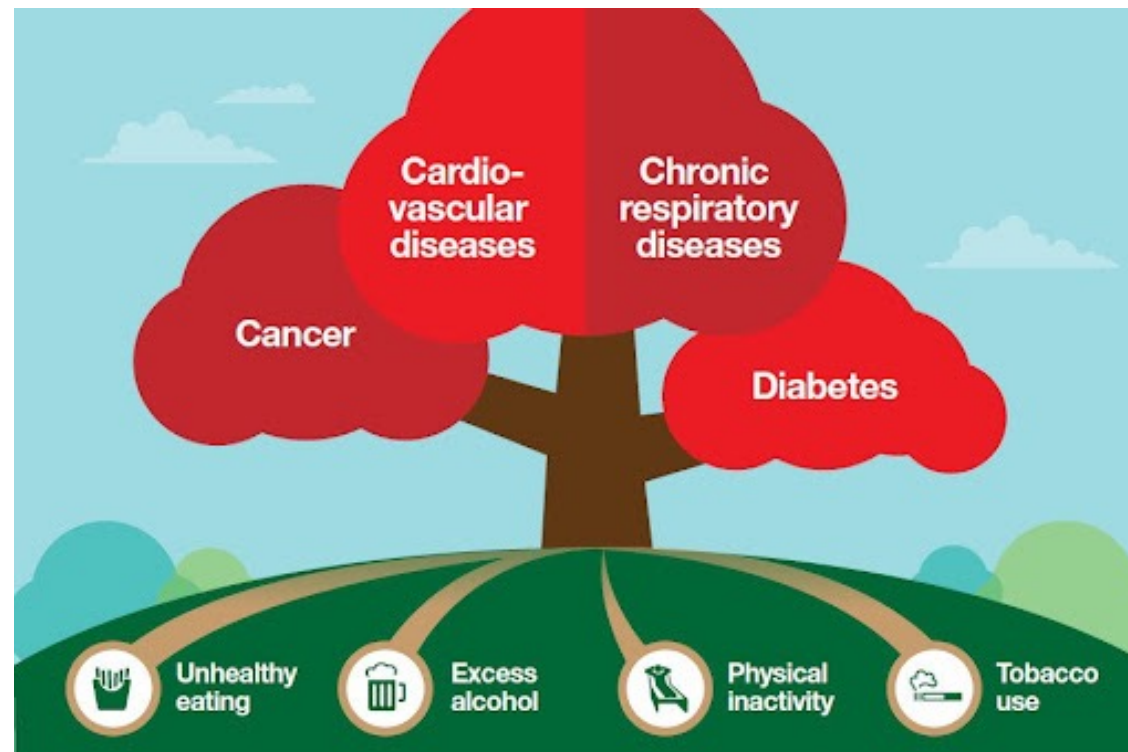 Cardio-
vascular
diseases
Chronic
respiratory
diseases
Cancer
Diabetes
Unhealthy
eating
Excess
alcohol
Physical
inactivity
Tobacco
use